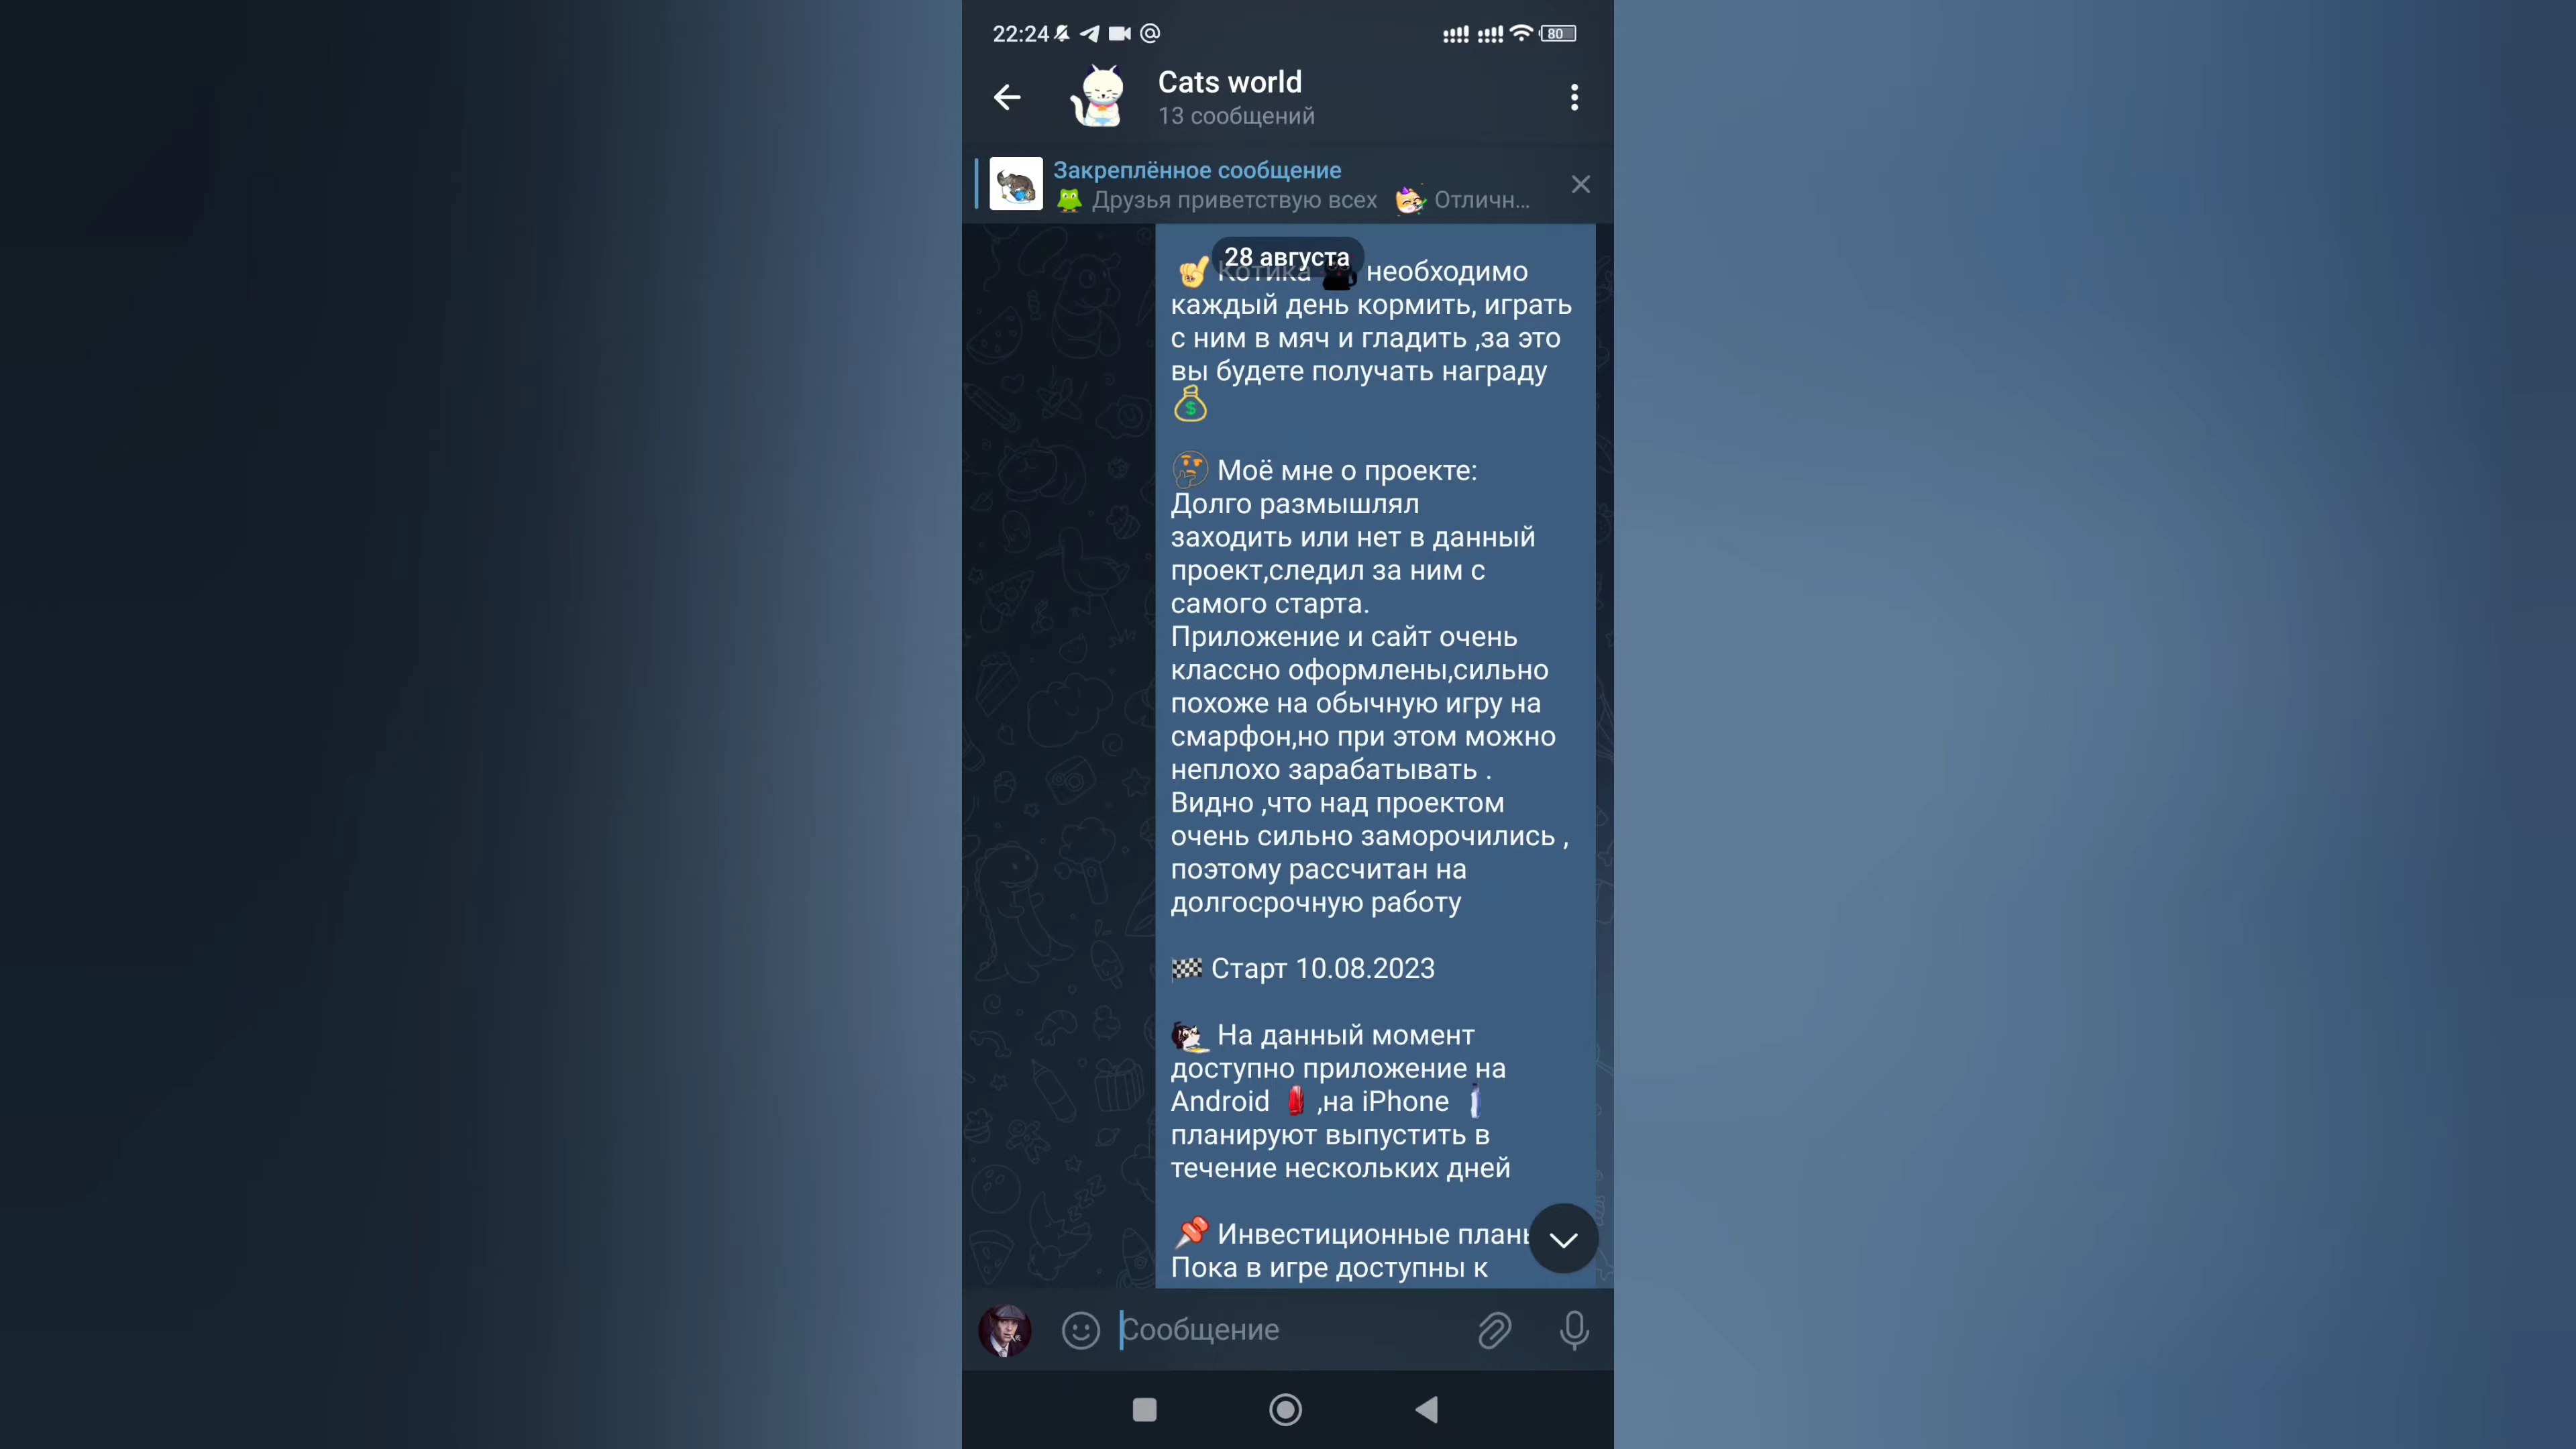 22:24
80
Cats world
13 сообщений
Закреплённое сообщение
Друзья приветствую всех Отличн...
28 августа
Котика необходимо
каждый день кормить, играть
с ним в мяч и гладить ,за это
вы будете получать награду
Моё мне о проекте:
Долго размышлял
заходить или нет в данный
проект,следил за ним с
самого старта.
Приложение и сайт очень
классно оформлены,сильно
похоже на обычную игру на
смарфон,но при этом можно
неплохо зарабатывать .
Видно ,что над проектом
очень сильно заморочились ,
поэтому рассчитан на
долгосрочную работу
Старт 10.08.2023
На данный момент
доступно приложение на
Android ,на iPhone
планируют выпустить в
течение нескольких дней
Инвестиционные планы
Пока в игре доступны к
Сообщение